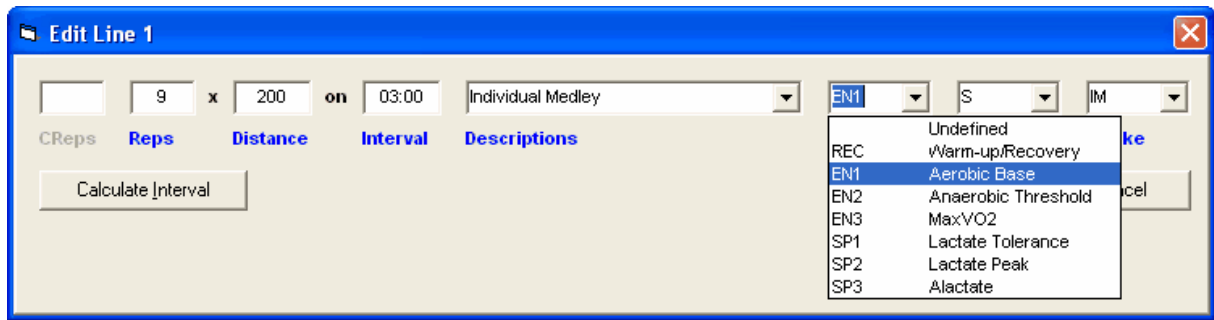 Edit Line 1
9 x 200 on 03:00 Individual Medley EN1 S IM
CReps Reps Distance Interval Descriptions ke
Calculate Interval cel
Undefined
REC Warm-up/Recovery
EN1 Aerobic Base
EN2 Anaerobic Threshold
EN3 MaxVO2
SP1 Lactate Tolerance
SP2 Lactate Peak
SP3 Alactate